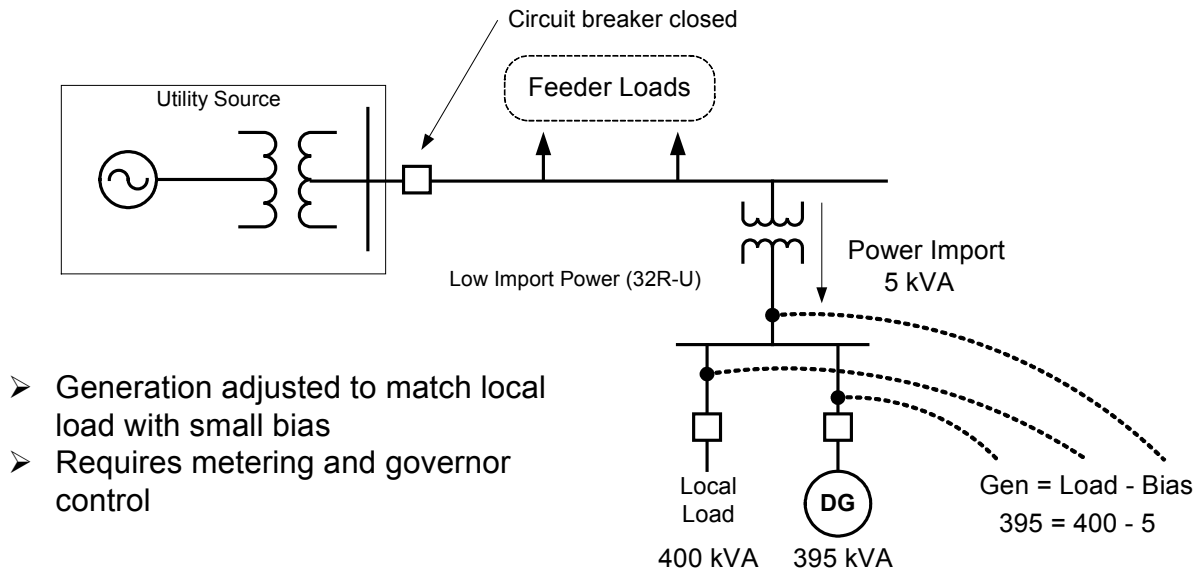 Circuit breaker closed
Utility Source
Feeder Loads
Power Import
5 kVA
Low Import Power (32R-U)
➢ Generation adjusted to match local
load with small bias
➢ Requires metering and governor
control
Local
Load
400 kVA
DG
395 kVA
Gen = Load - Bias
395 = 400 - 5